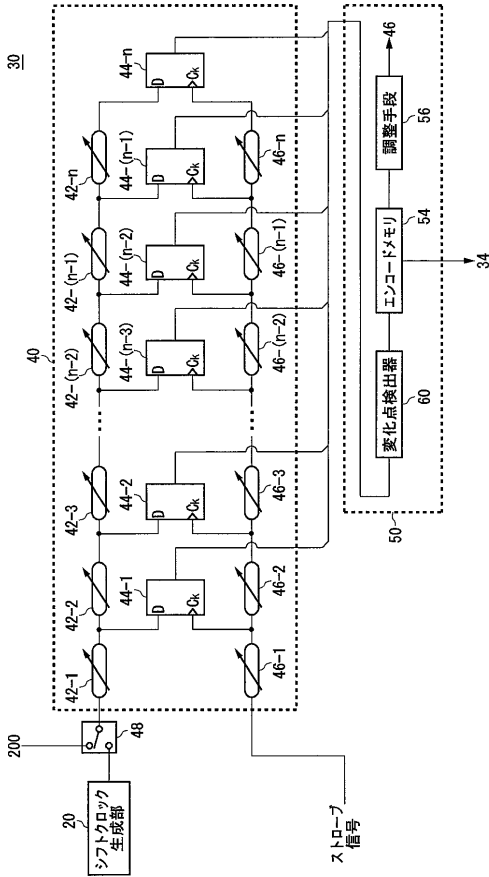 30
40
42-1
42-2
42-3
42-(n-2)
42-(n-1)
42-n
44-1
D
Ck
44-2
D
Ck
44-(n-3)
D
Ck
44-(n-2)
D
Ck
44-(n-1)
D
Ck
44-n
D
Ck
46-1
46-2
46-3
46-(n-2)
46-(n-1)
46-n
200
48
20
シフトクロック
生成部
ストローブ
信号
50
変化点検出器
60
エンコードメモリ
54
34
調整手段
56
46